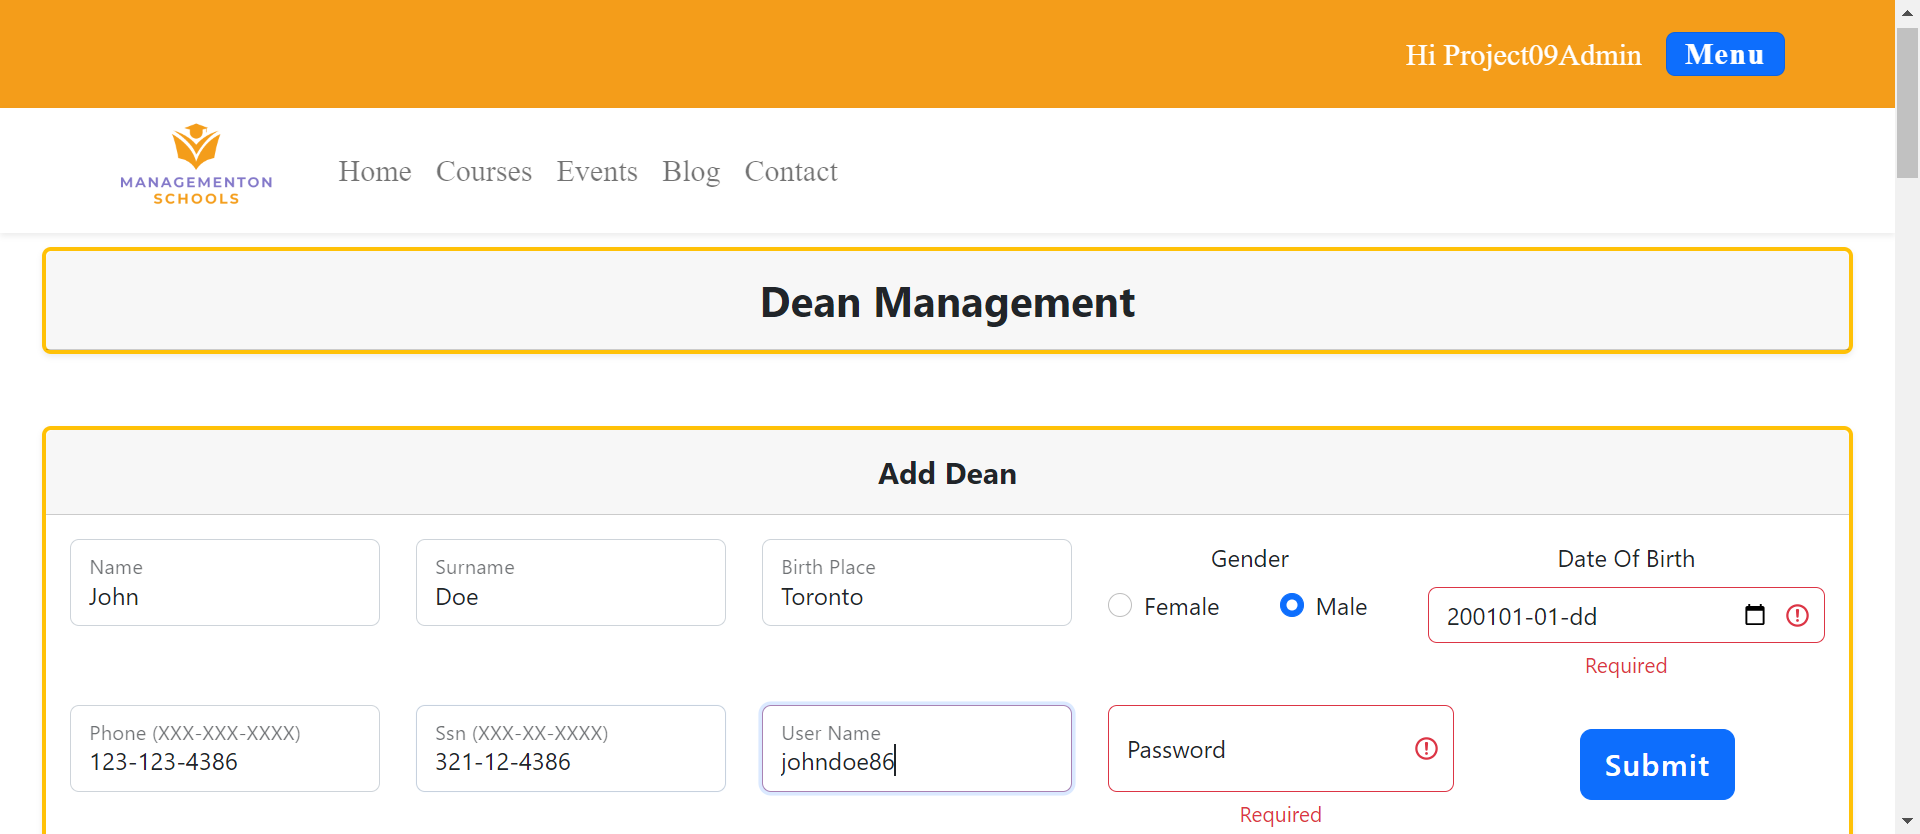 Hi Project09Admin Menu
MANAGEMENTON
SCHOOLS
Home Courses Events Blog Contact
Dean Management
Add Dean
Name
John
Surname
Doe
Birth Place
Toronto
Gender
Female Male
Date Of Birth
200101-01-dd
Required
Phone (XXX-XXX-XXXX)
123-123-4386
Ssn (XXX-XX-XXXX)
321-12-4386
User Name
johndoe86
Password
Required
Submit